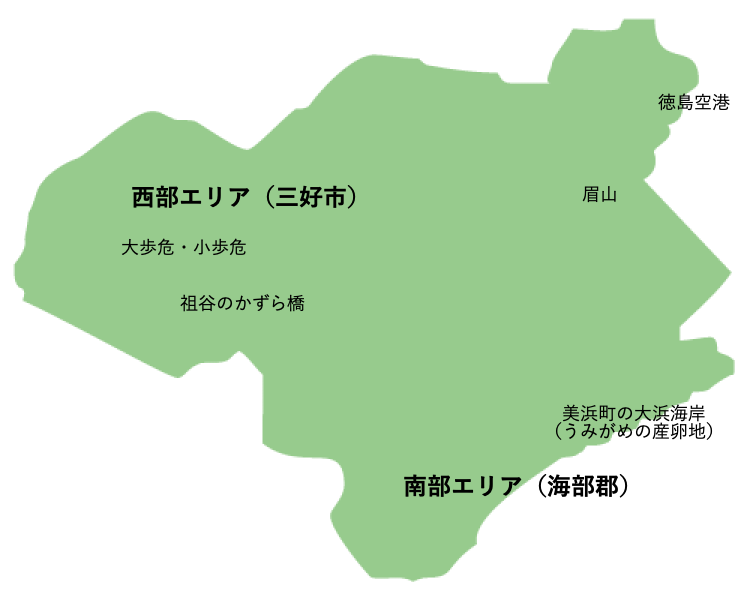 徳島空港
眉山
西部エリア（三好市）
大歩危・小歩危
祖谷のかずら橋
美浜町の大浜海岸
（うみがめの産卵地）
南部エリア（海部郡）